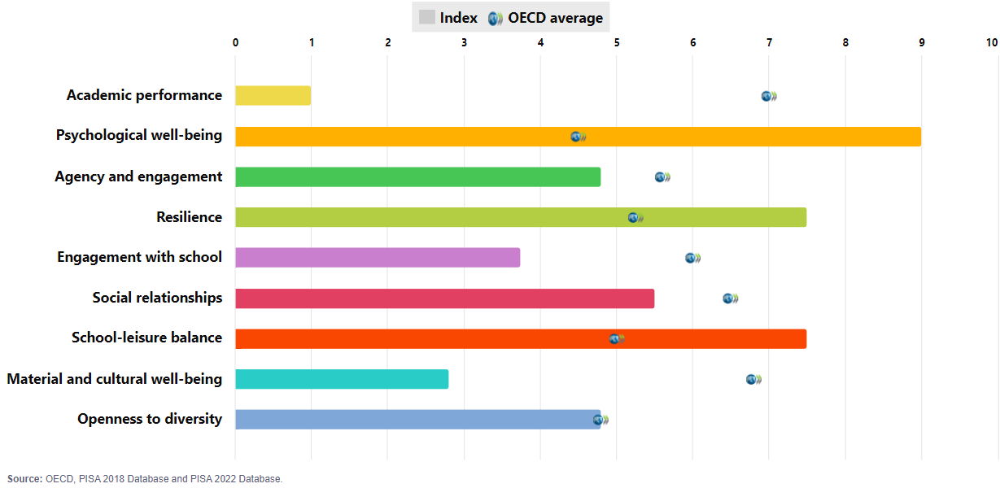 Index OECD average
0 1 2 3 4 5 6 7 8 9 10
Academic performance
Psychological well-being
Agency and engagement
Resilience
Engagement with school
Social relationships
School-leisure balance
Material and cultural well-being
Openness to diversity
Source: OECD, PISA 2018 Database and PISA 2022 Database.